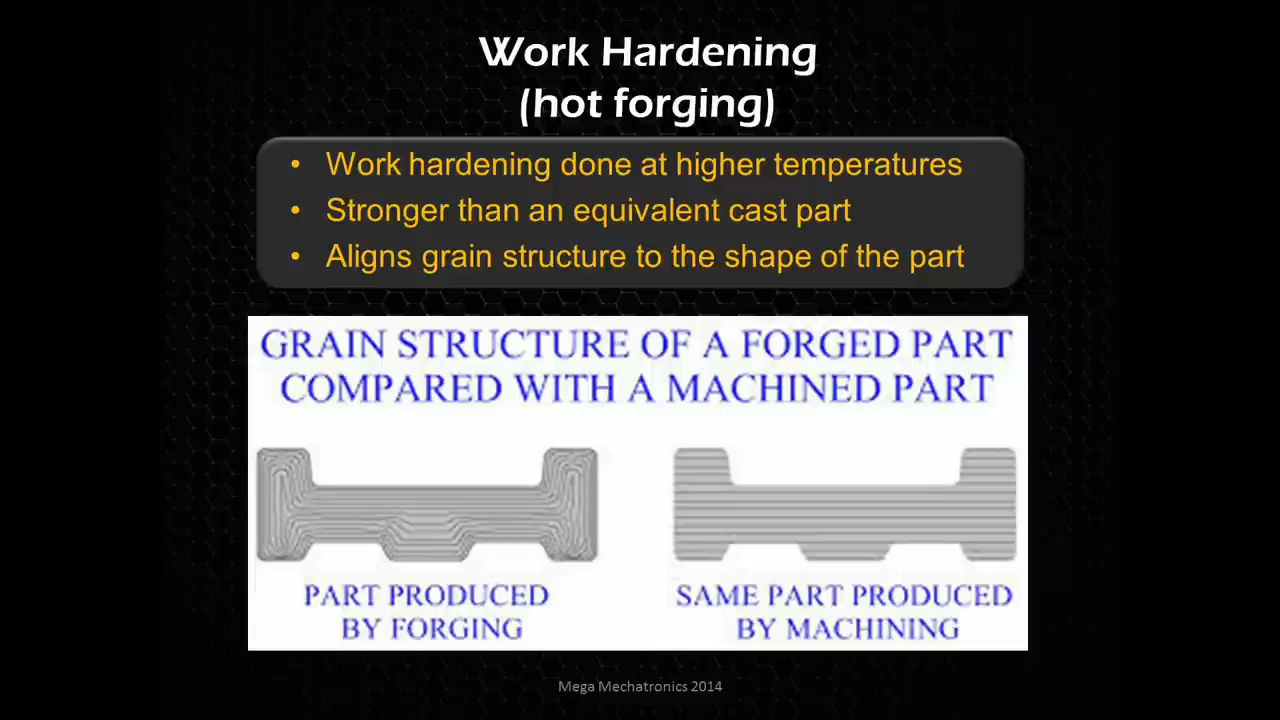 Work Hardening
(hot forging)
• Work hardening done at higher temperatures
• Stronger than an equivalent cast part
• Aligns grain structure to the shape of the part
GRAIN STRUCTURE OF A FORGED PART
COMPARED WITH A MACHINED PART
PART PRODUCED
BY FORGING
SAME PART PRODUCED
BY MACHINING
Mega Mechatronics 2014